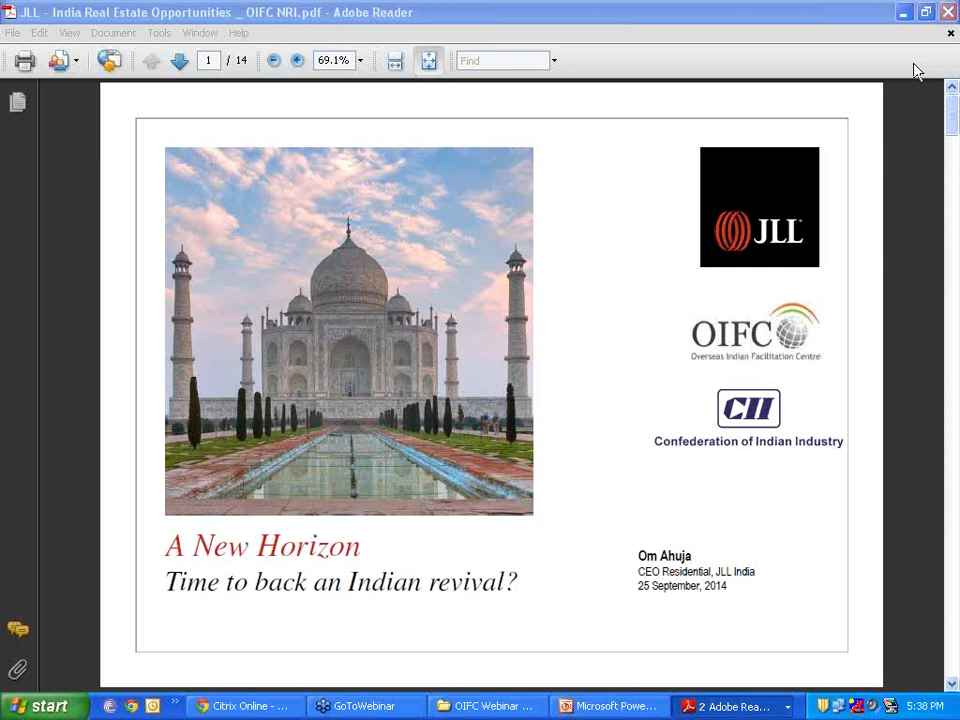 JLL - India Real Estate Opportunities _ OIFC NRI.pdf - Adobe Reader
File Edit View Document Tools Window Help
1 / 14 69.1% Find
JLL
OIFC
Overseas Indian Facilitation Centre
CII
Confederation of Indian Industry
A New Horizon
Time to back an Indian revival?
Om Ahuja
CEO Residential, JLL India
25 September, 2014
start Citrix Online - ... GoToWebinar OIFC Webinar ... Microsoft Powe... 2 Adobe Rea... 5:38 PM